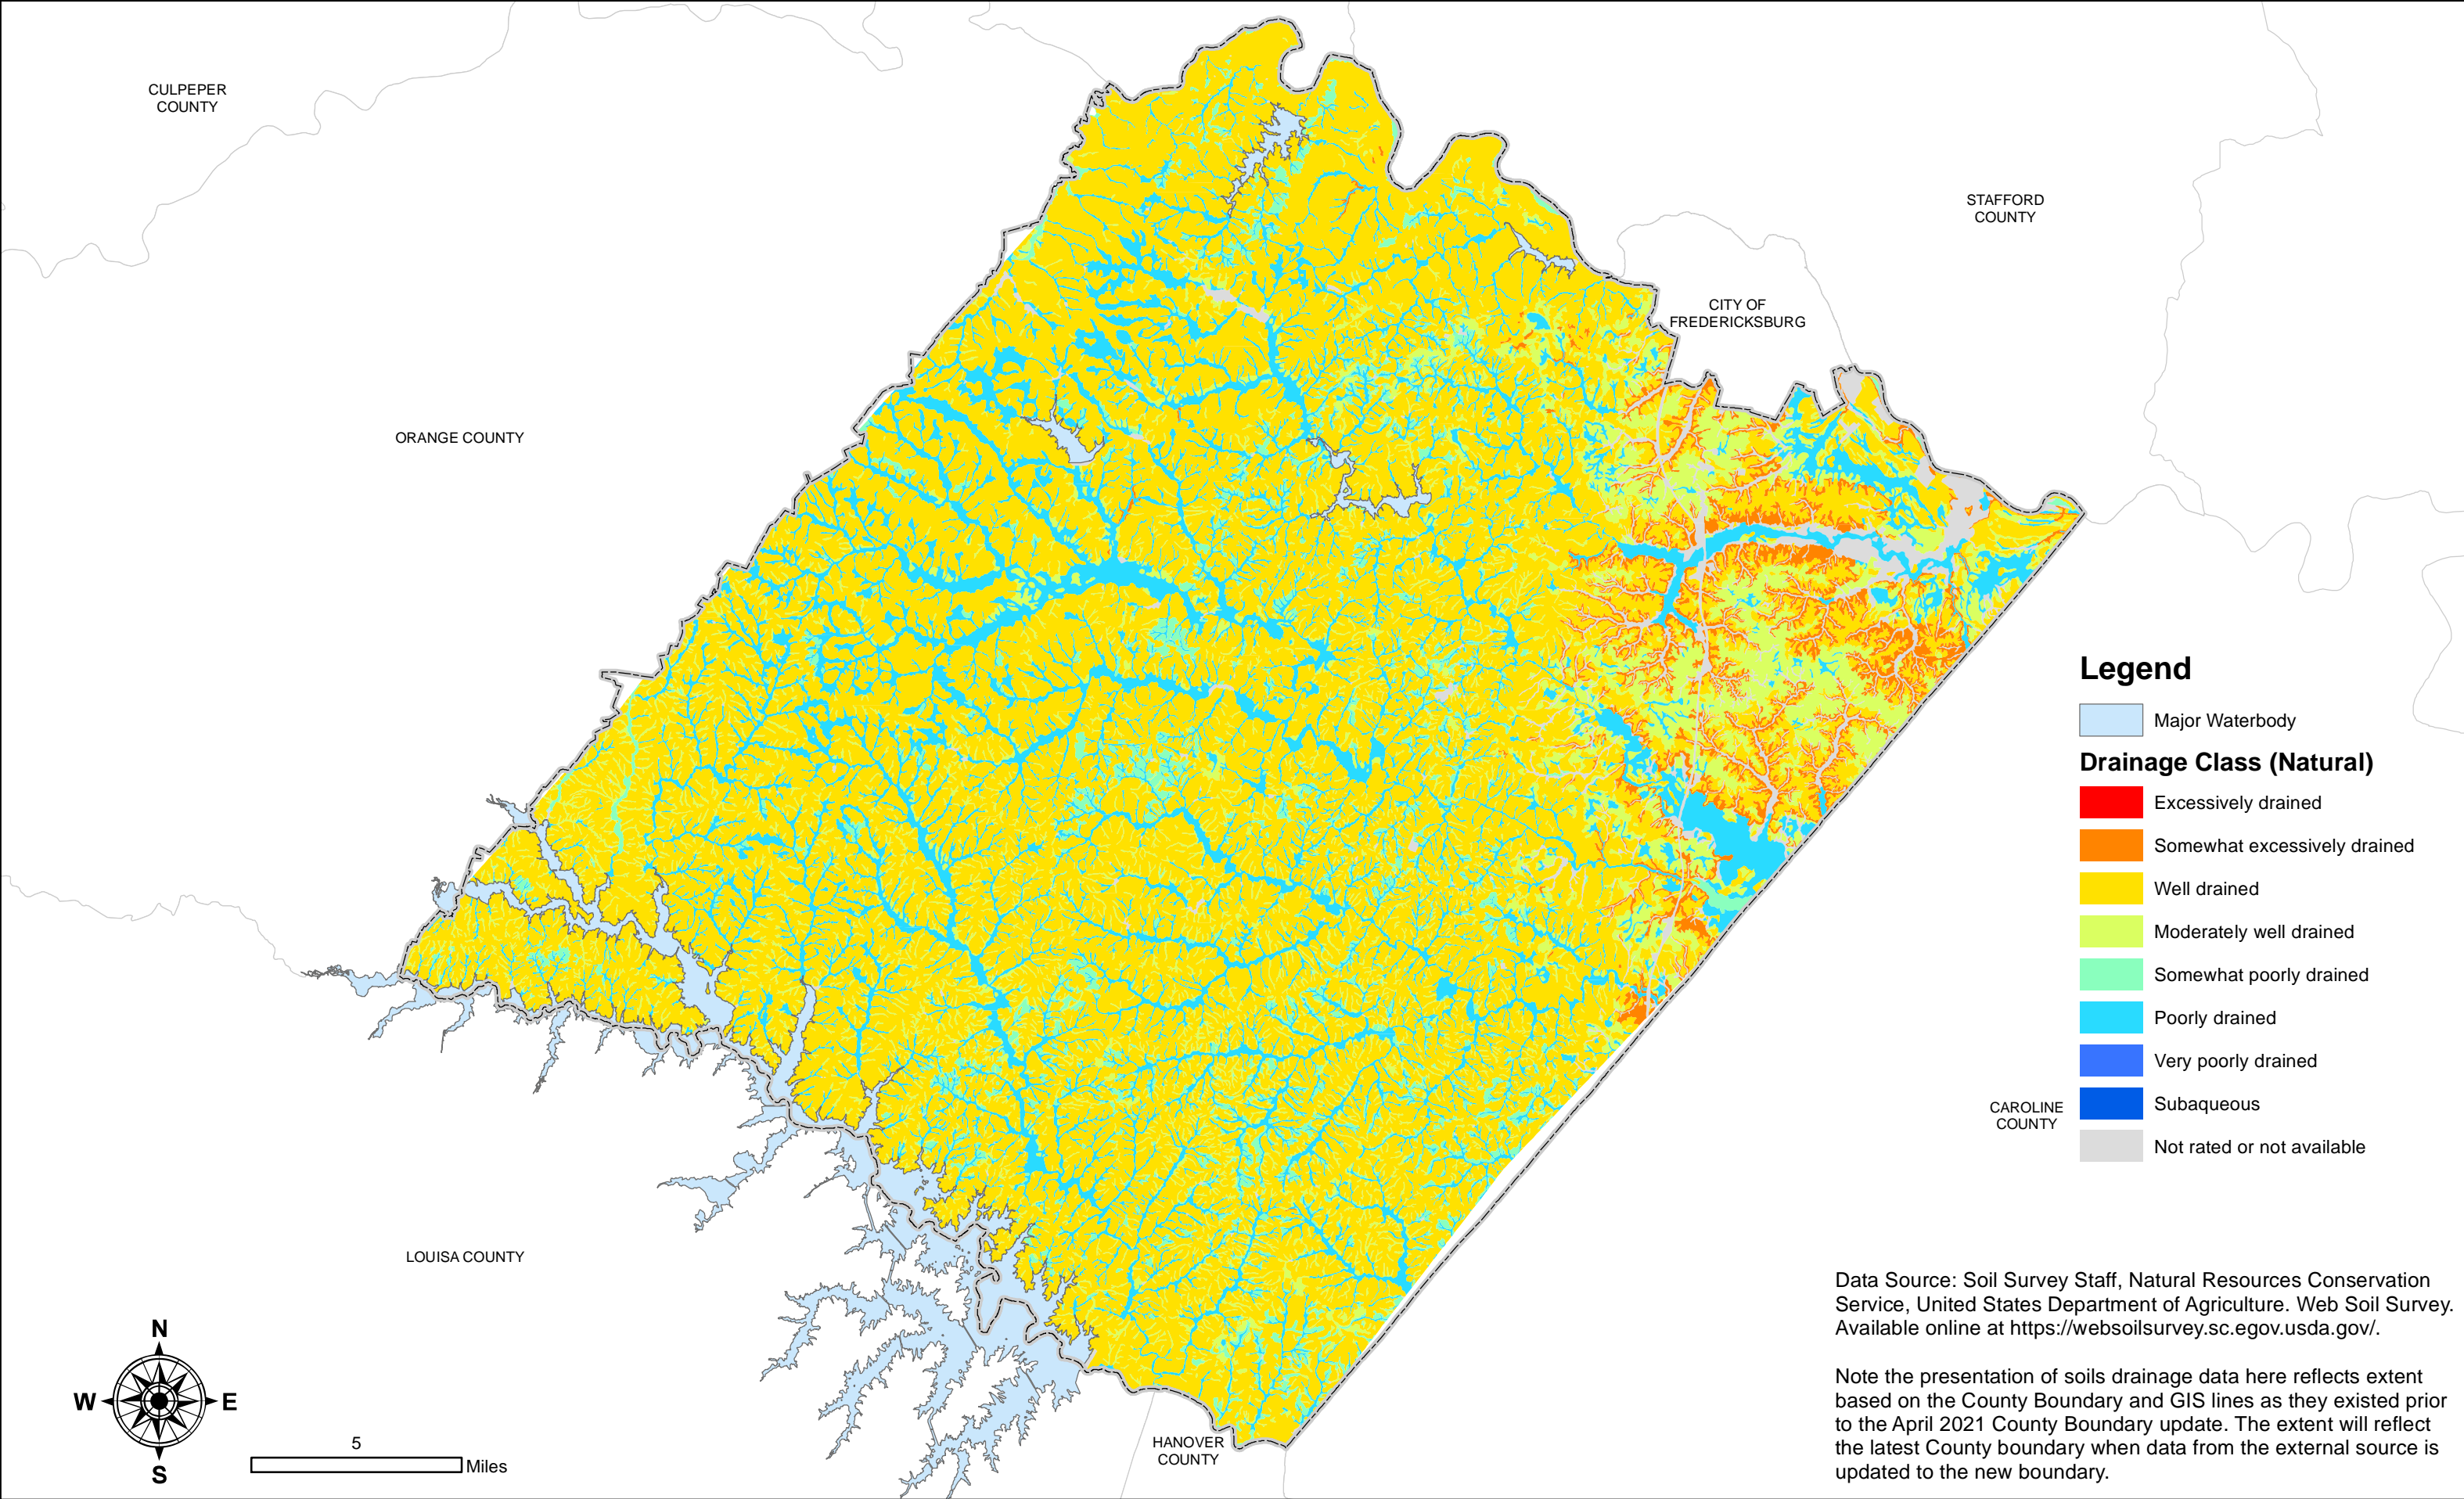 CULPEPER
COUNTY
STAFFORD
COUNTY
CITY OF
FREDERICKSBURG
ORANGE COUNTY
Legend
Major Waterbody
Drainage Class (Natural)
Excessively drained
Somewhat excessively drained
Well drained
Moderately well drained
Somewhat poorly drained
Poorly drained
Very poorly drained
Subaqueous
Not rated or not available
CAROLINE
COUNTY
LOUISA COUNTY
HANOVER
COUNTY
N
W E
S
5
Miles
Data Source: Soil Survey Staff, Natural Resources Conservation
Service, United States Department of Agriculture. Web Soil Survey.
Available online at https://websoilsurvey.sc.egov.usda.gov/.
Note the presentation of soils drainage data here reflects extent
based on the County Boundary and GIS lines as they existed prior
to the April 2021 County Boundary update. The extent will reflect
the latest County boundary when data from the external source is
updated to the new boundary.